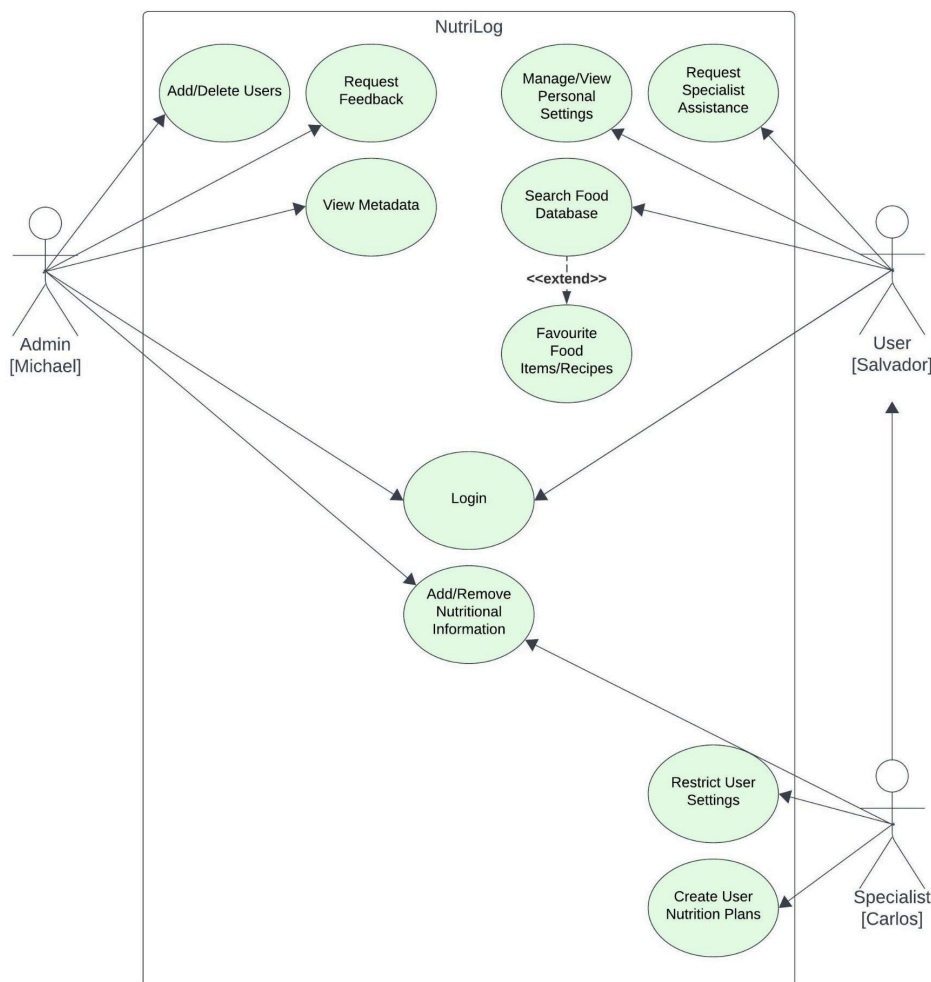 NutriLog
Add/Delete Users
Request
Feedback
Manage/View
Personal
Settings
Request
Specialist
Assistance
View Metadata
Search Food
Database
<<extend>>
Favourite
Food
Items/Recipes
Admin
[Michael]
User
[Salvador]
Login
Add/Remove
Nutritional
Information
Restrict User
Settings
Create User
Nutrition Plans
Specialist
[Carlos]